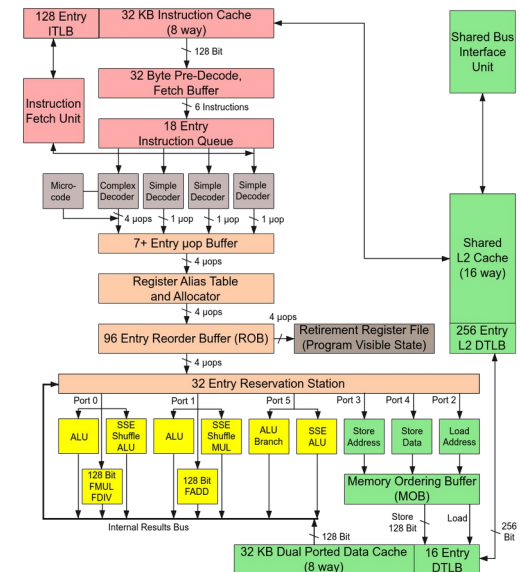 128 Entry
ITLB
32 KB Instruction Cache
(8 way)
128 Bit
32 Byte Pre-Decode,
Fetch Buffer
Instruction
Fetch Unit
6 Instructions
18 Entry
Instruction Queue
Micro-
code
Complex
Decoder
Simple
Decoder
Simple
Decoder
Simple
Decoder
4 µops
1 µop
1 µop
1 µop
7+ Entry µop Buffer
4 µops
Register Alias Table
and Allocator
4 µops
4 µops
96 Entry Reorder Buffer (ROB)
Retirement Register File
(Program Visible State)
4 µops
32 Entry Reservation Station
Port 0
Port 1
Port 5
Port 3
Port 4
Port 2
ALU
SSE
Shuffle
ALU
ALU
SSE
Shuffle
MUL
ALU
Branch
SSE
ALU
Store
Address
Store
Data
Load
Address
128 Bit
FMUL
FDIV
128 Bit
FADD
Memory Ordering Buffer
(MOB)
Internal Results Bus
Store
128 Bit
Load
128 Bit
256
Bit
32 KB Dual Ported Data Cache
(8 way)
16 Entry
DTLB
Shared Bus
Interface
Unit
Shared
L2 Cache
(16 way)
256 Entry
L2 DTLB